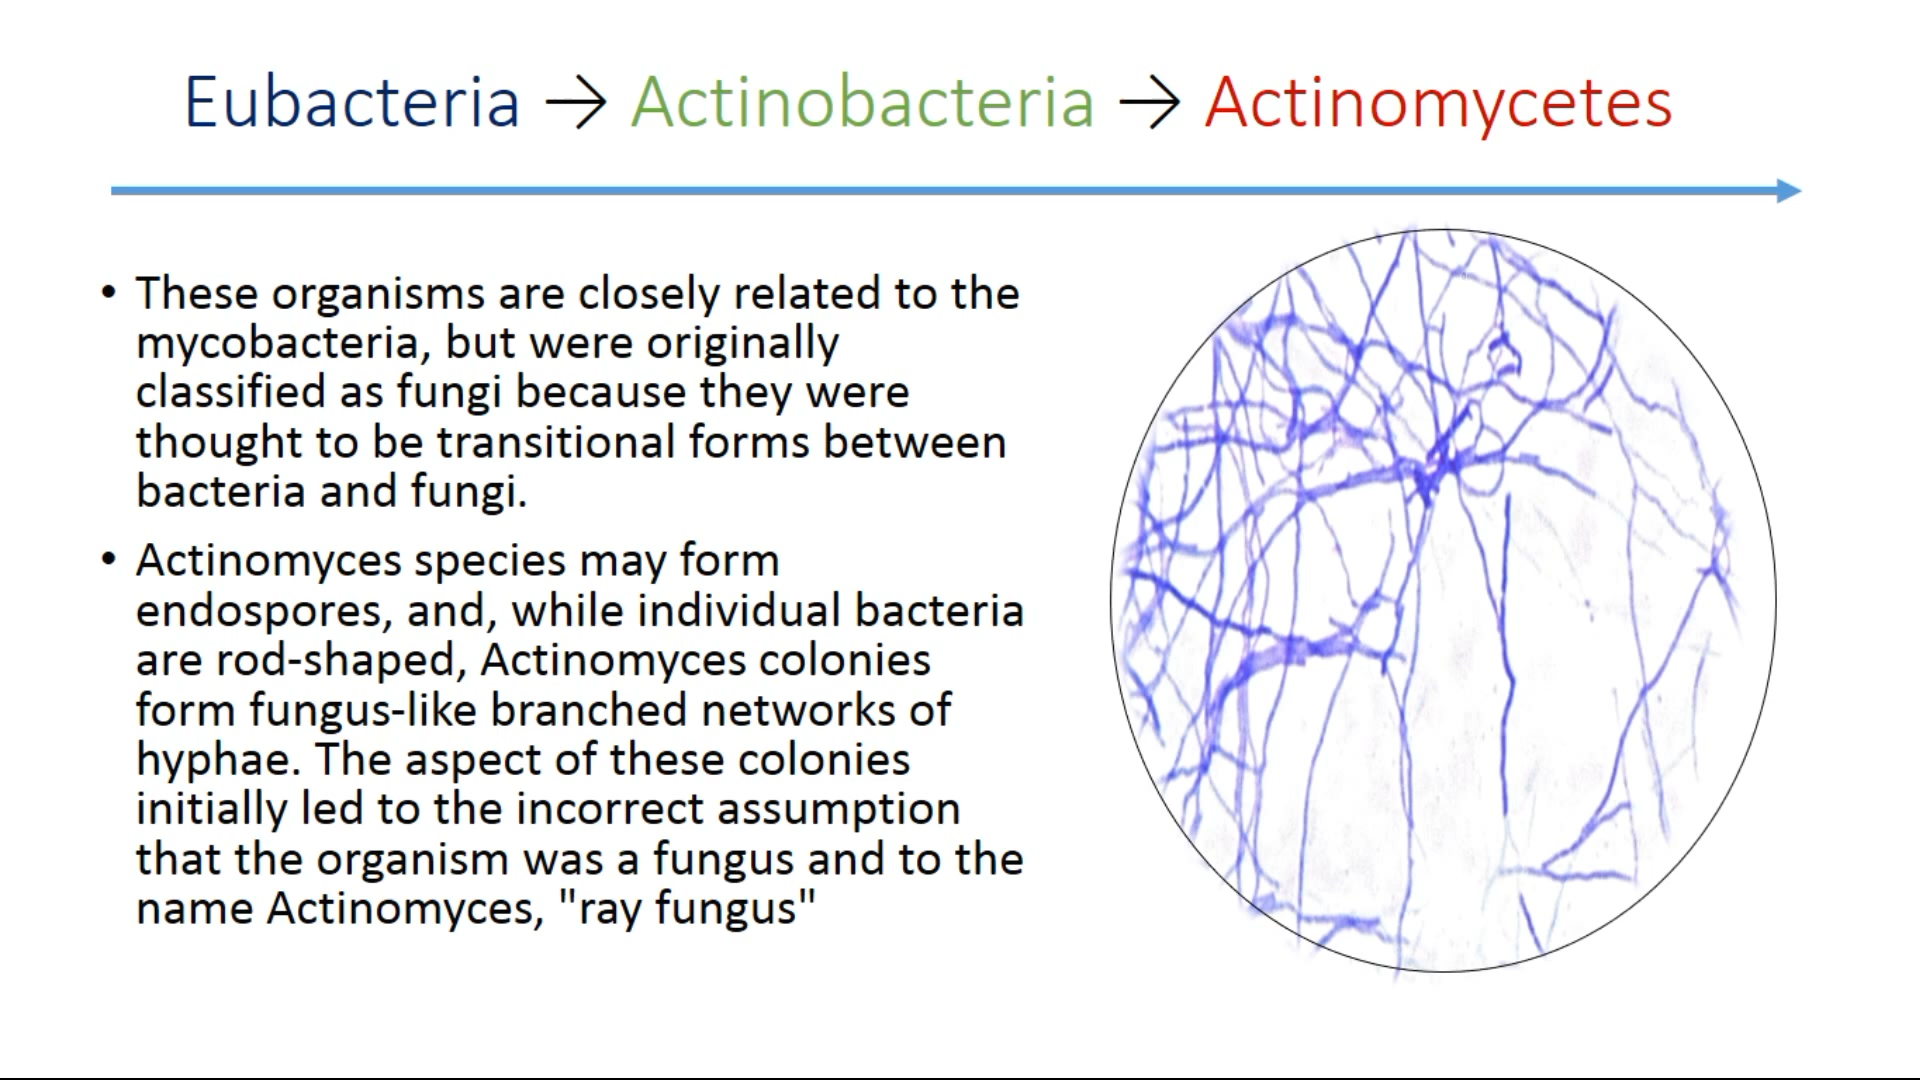 Eubacteria → Actinobacteria → Actinomycetes
• These organisms are closely related to the
mycobacteria, but were originally
classified as fungi because they were
thought to be transitional forms between
bacteria and fungi.
• Actinomyces species may form
endospores, and, while individual bacteria
are rod-shaped, Actinomyces colonies
form fungus-like branched networks of
hyphae. The aspect of these colonies
initially led to the incorrect assumption
that the organism was a fungus and to the
name Actinomyces, "ray fungus"